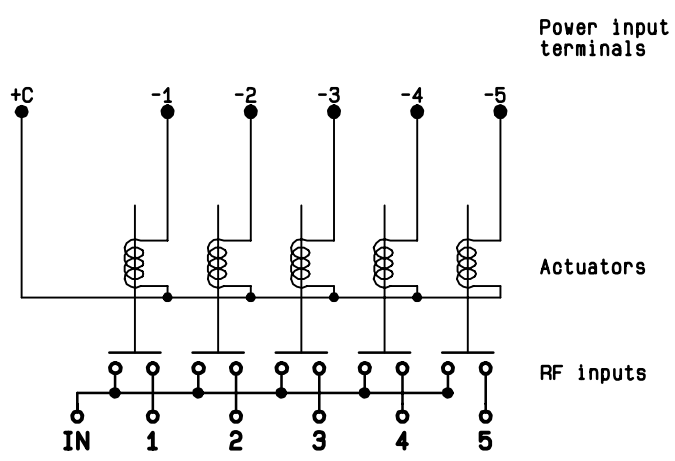 Power input
terminals
+C -1 -2 -3 -4 -5
Actuators
RF inputs
IN 1 2 3 4 5